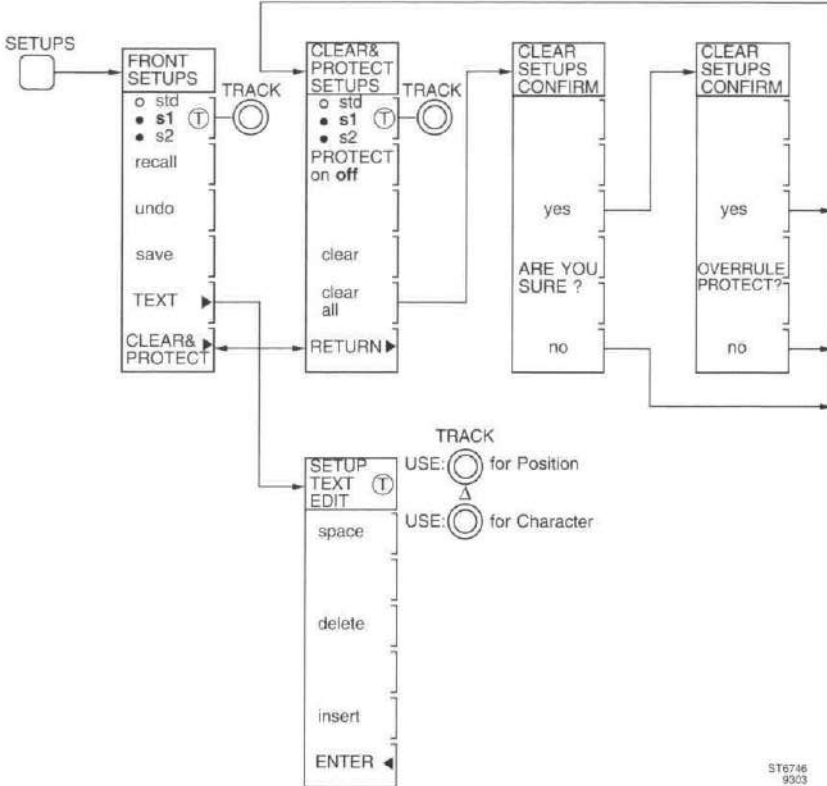 SETUPS
FRONT
SETUPS
std
s1 T
s2
TRACK
recall
undo
save
TEXT
CLEAR&
PROTECT
CLEAR&
PROTECT
SETUPS
std
s1 T
s2
TRACK
PROTECT
on off
clear
clear
all
RETURN
CLEAR
SETUPS
CONFIRM
yes
ARE YOU
SURE ?
no
CLEAR
SETUPS
CONFIRM
yes
OVERRULE
PROTECT?
no
SETUP
TEXT T
EDIT
space
delete
insert
ENTER
TRACK
USE: for Position
Δ
USE: for Character
ST6746
9303